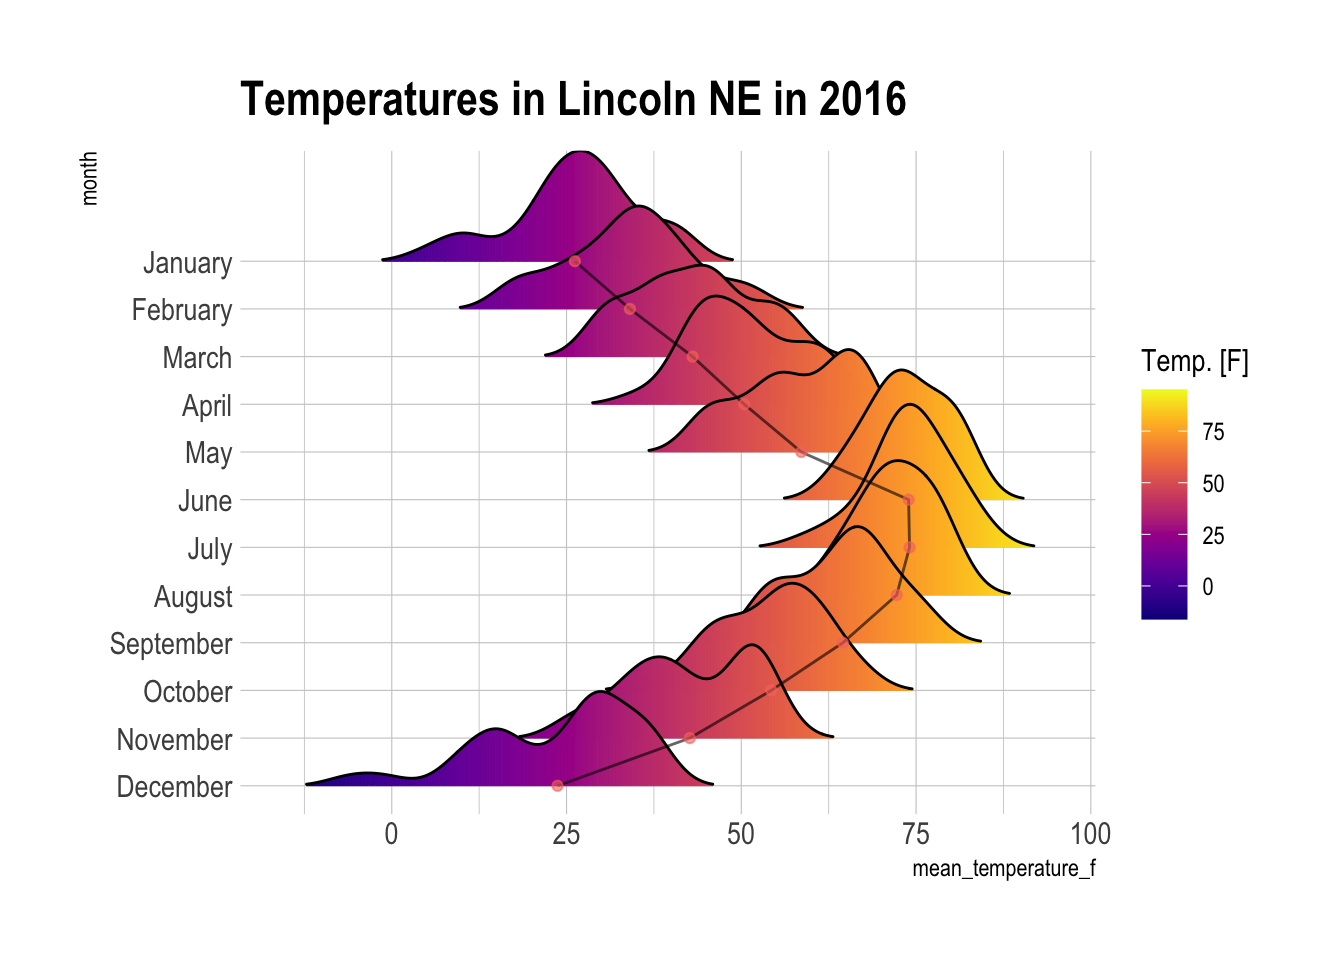 Temperatures in Lincoln NE in 2016
month
January
February
March
April
May
June
July
August
September
October
November
December
0
25
50
75
100
mean_temperature_f
Temp. [F]
75
50
25
0